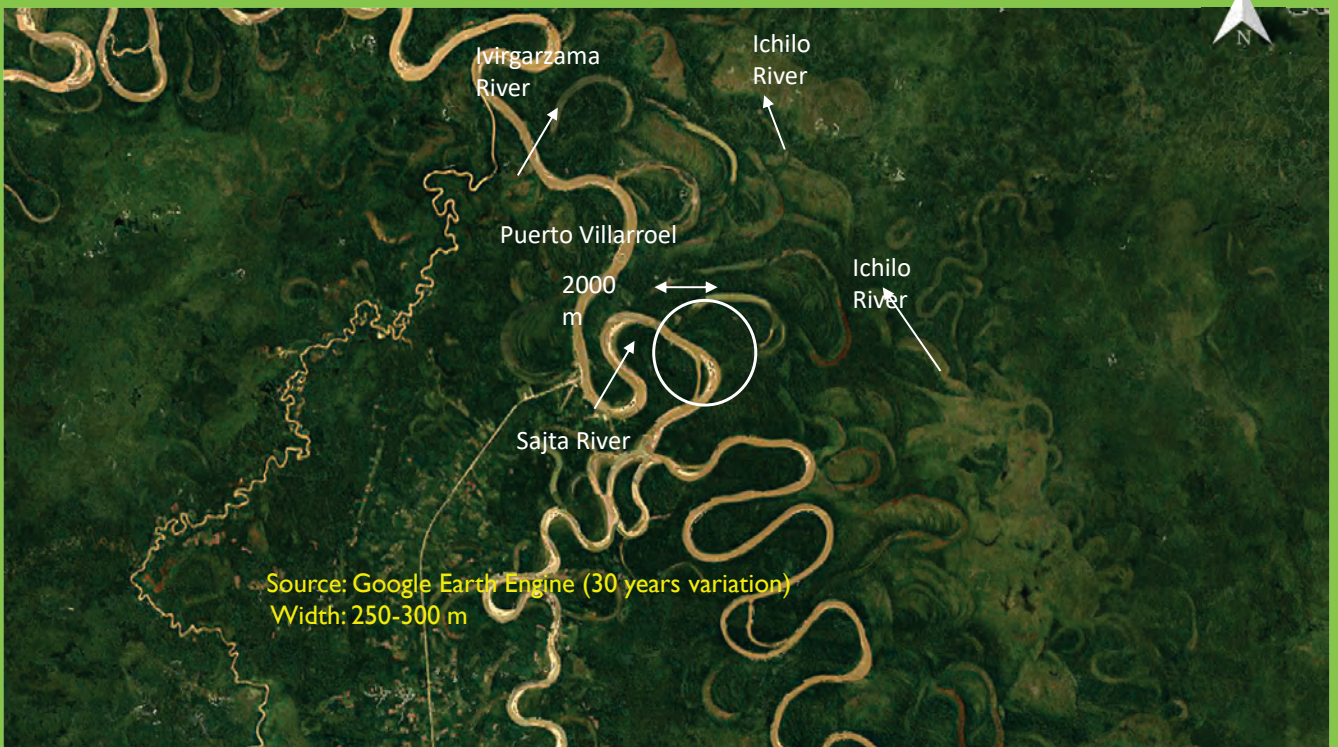 N
Ivirgarzama
River
Ichilo
River
Puerto Villarroel
2000
m
Ichilo
River
Sajta River
Source: Google Earth Engine (30 years variation)
Width: 250-300 m